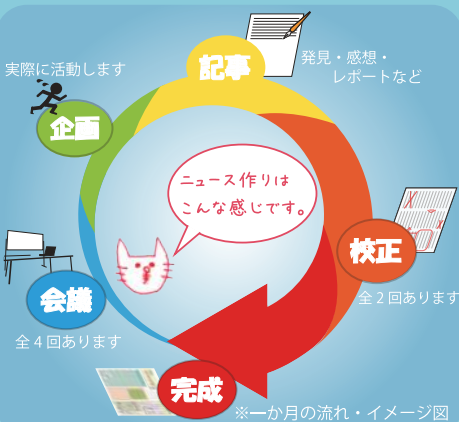 記事
発見・感想・
レポートなど
実際に活動します
企画
ニュース作りは
こんな感じです。
校正
全2回あります
会議
全4回あります
完成
※一か月の流れ・イメージ図